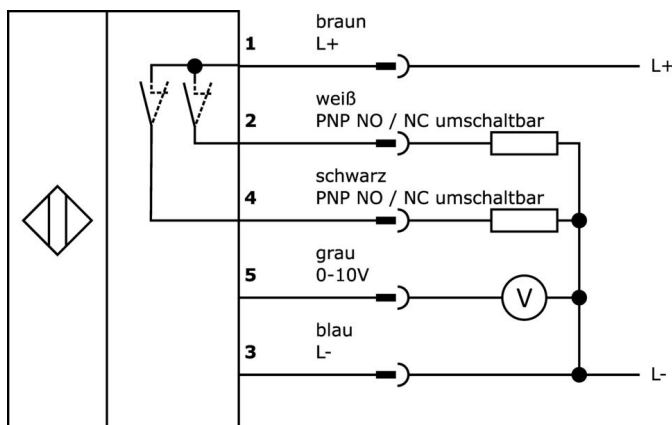 braun
1 L+
L+
weiß
2 PNP NO / NC umschaltbar
schwarz
4 PNP NO / NC umschaltbar
grau
5 0-10V
V
blau
3 L-
L-